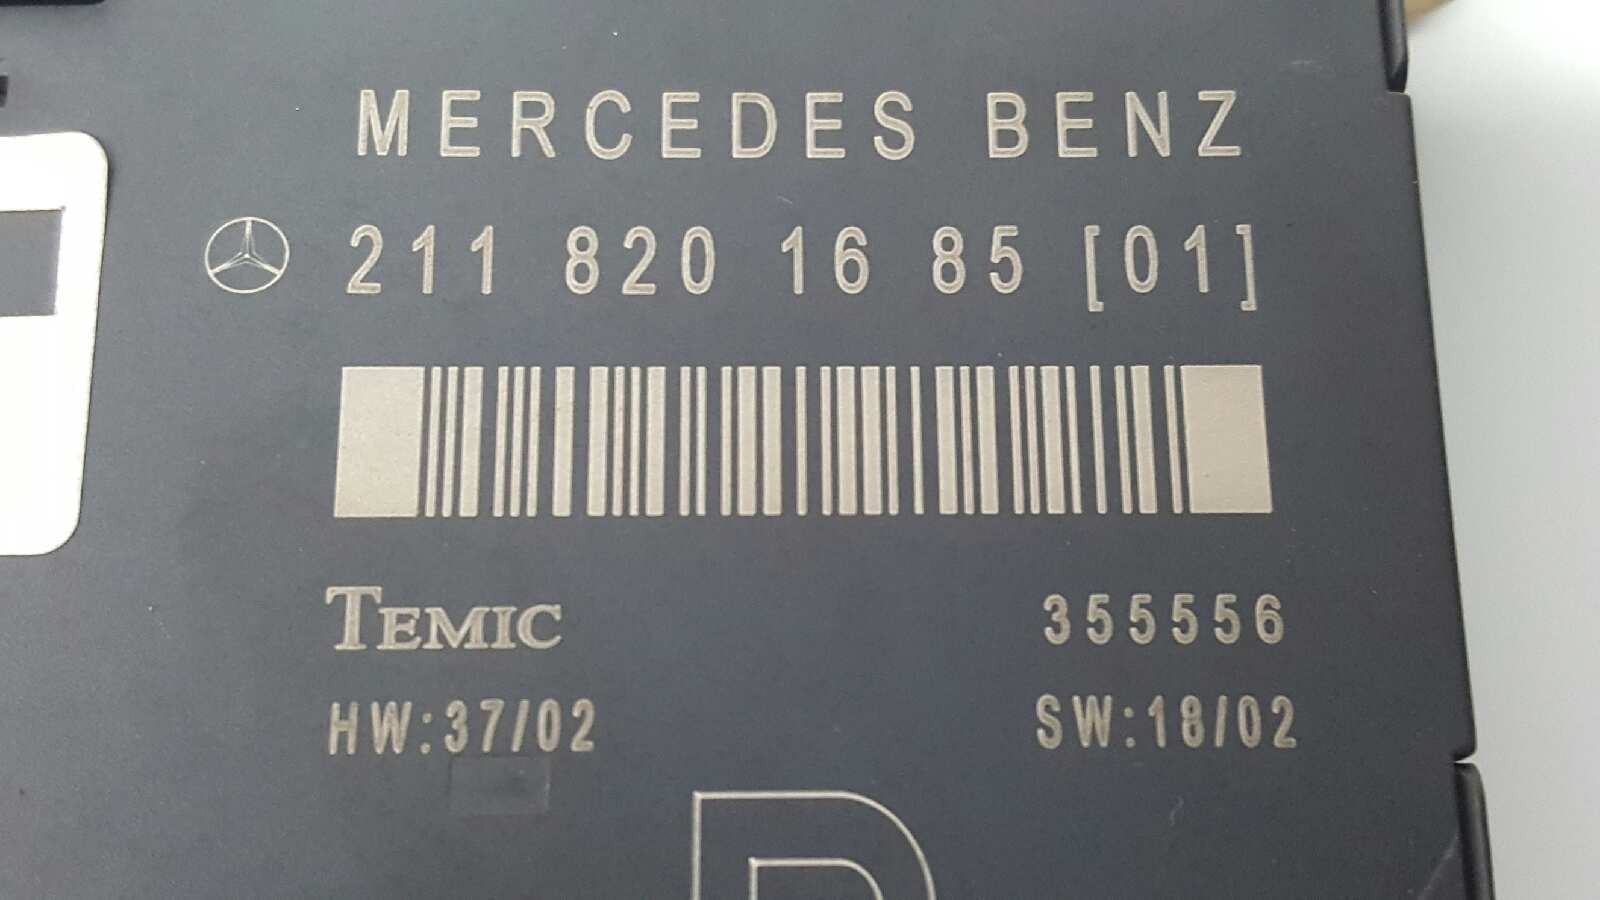 MERCEDES BENZ
211 820 16 85 [01]
TEMIC 355556
HW:37/02 SW:18/02